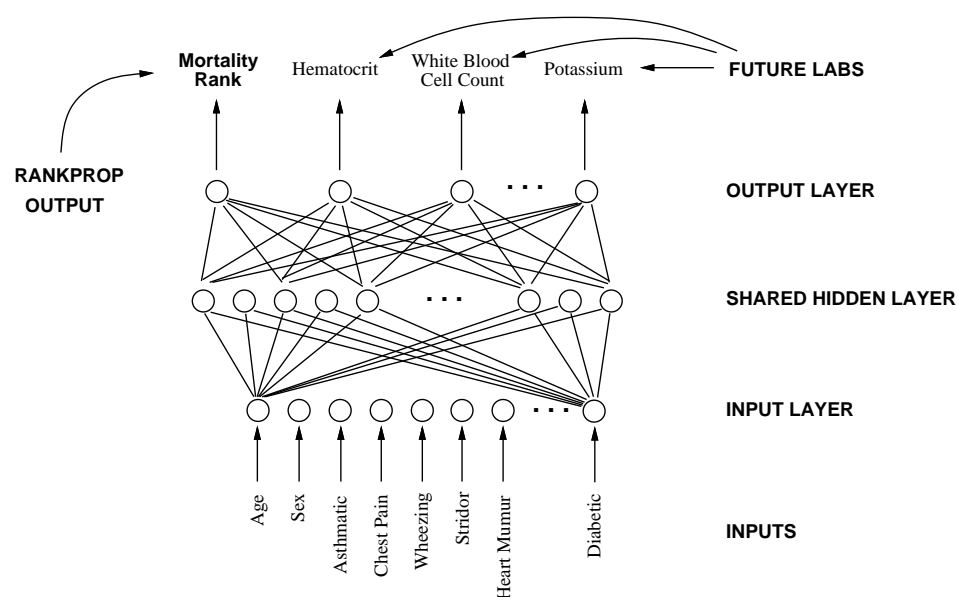 Mortality
Rank
Hematocrit
White Blood
Cell Count
Potassium
FUTURE LABS
RANKPROP
OUTPUT
. . .
OUTPUT LAYER
. . .
SHARED HIDDEN LAYER
. . .
INPUT LAYER
Age
Sex
Asthmatic
Chest Pain
Wheezing
Stridor
Heart Mumur
Diabetic
INPUTS